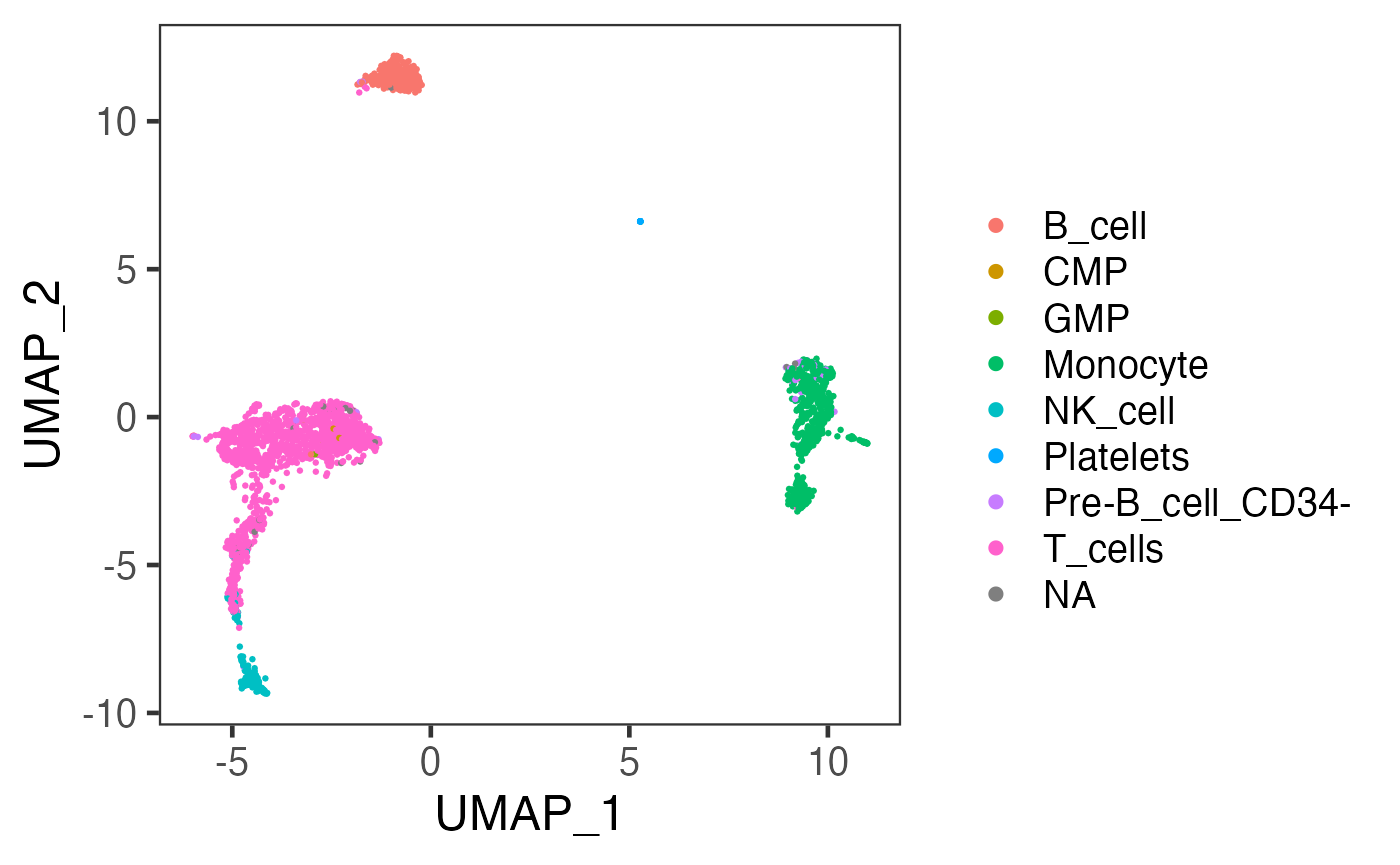 10
5
0
-5
-10
UMAP_2
-5
0
5
10
UMAP_1
B_cell
CMP
GMP
Monocyte
NK_cell
Platelets
Pre-B_cell_CD34-
T_cells
NA